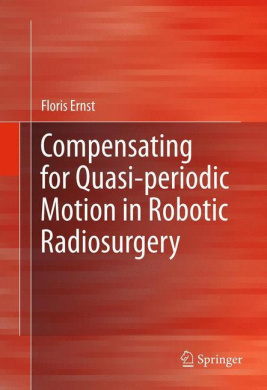 Floris Ernst
Compensating
for Quasi-periodic
Motion in Robotic
Radiosurgery
Springer